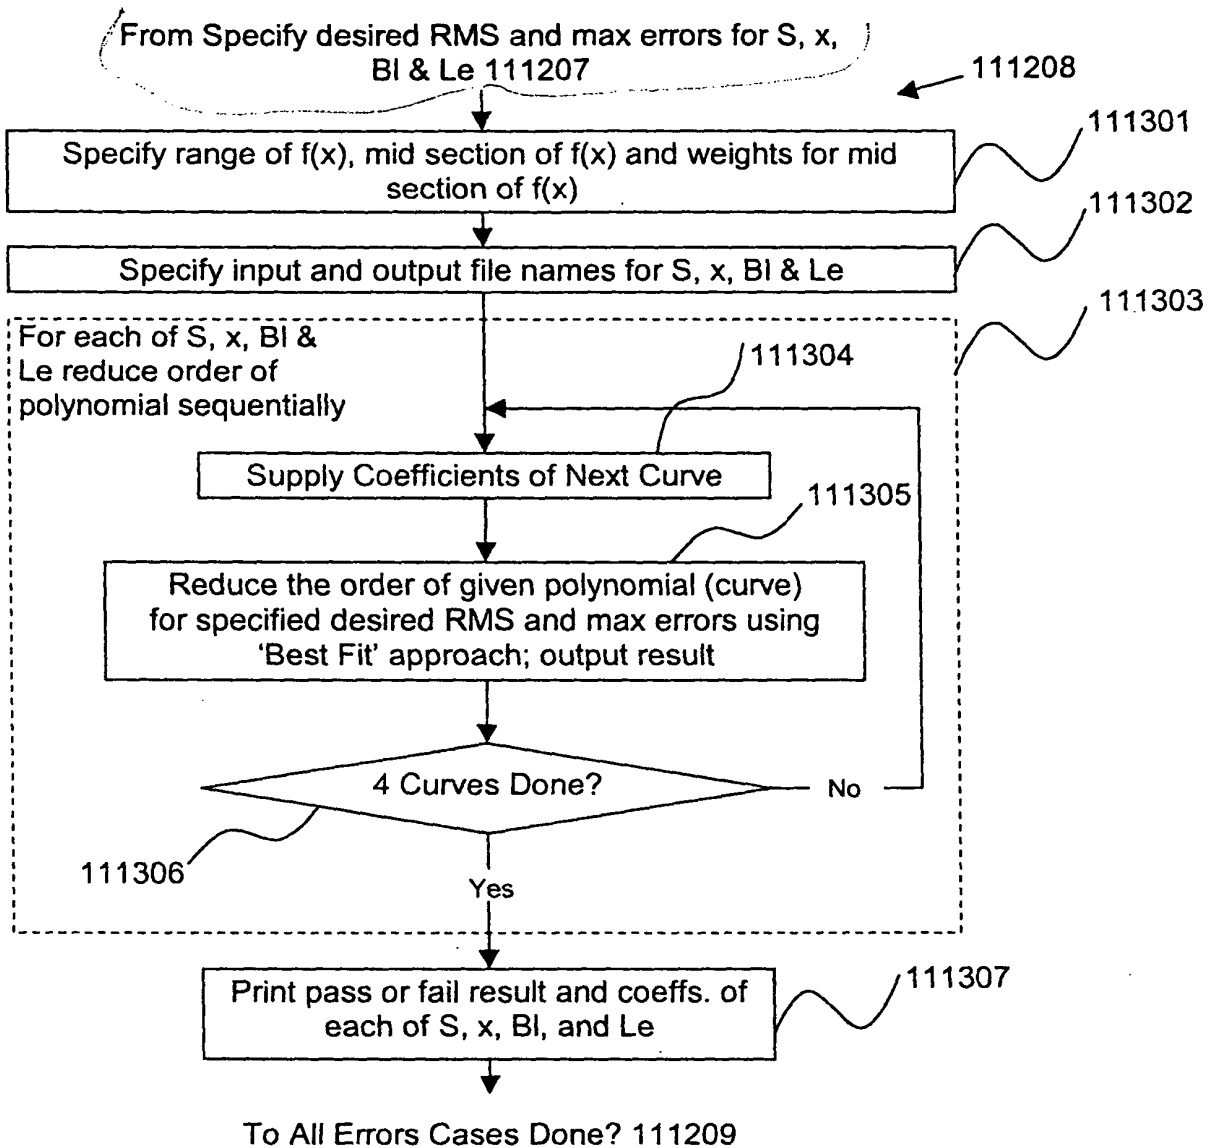 From Specify desired RMS and max errors for S, x,
Bl & Le 111207
111208
111301
Specify range of f(x), mid section of f(x) and weights for mid
section of f(x)
111302
Specify input and output file names for S, x, Bl & Le
111303
For each of S, x, Bl &
Le reduce order of
polynomial sequentially
111304
Supply Coefficients of Next Curve
111305
Reduce the order of given polynomial (curve)
for specified desired RMS and max errors using
‘Best Fit’ approach; output result
4 Curves Done?
No
111306
Yes
111307
Print pass or fail result and coeffs. of
each of S, x, Bl, and Le
To All Errors Cases Done? 111209